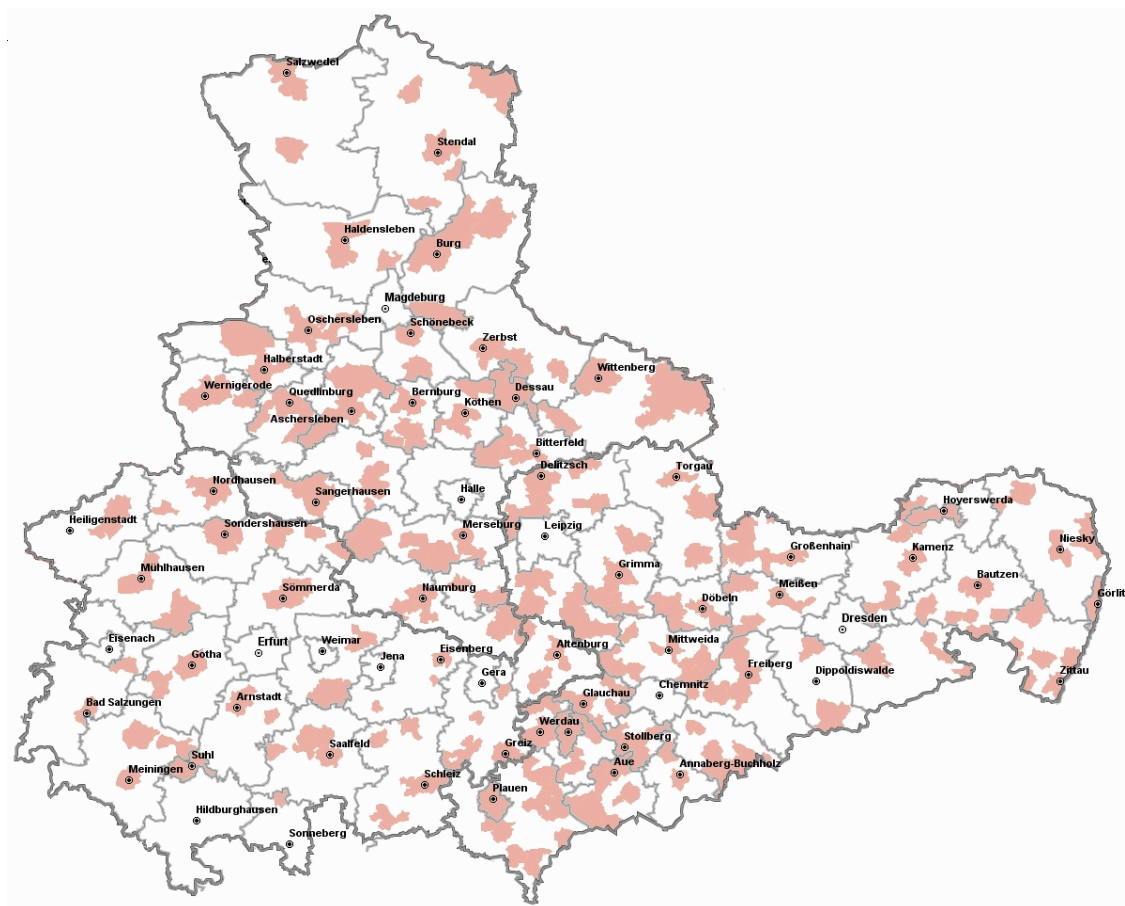 Salzwedel
Stendal
Haldensleben
Burg
Magdeburg
Oschersleben
Schönebeck
Zerbst
Halberstadt
Wittenberg
Wernigerode
Quedlinburg
Bernburg
Dessau
Köthen
Aschersleben
Bitterfeld
Delitzsch
Torgau
Nordhausen
Sangerhausen
Halle
Hoyerswerda
Heiligenstadt
Sondershausen
Merseburg
Leipzig
Niesky
Großenhain
Kamenz
Mühlhausen
Grimma
Bautzen
Sömmerda
Naumburg
Meißen
Döbeln
Görlit
Dresden
Eisenach
Erfurt
Weimar
Altenburg
Mittweida
Gotha
Jena
Eisenberg
Freiberg
Dippoldiswalde
Zittau
Gera
Chemnitz
Bad Salzungen
Arnstadt
Glauchau
Werdau
Stollberg
Saalfeld
Greiz
Suhl
Aue
Annaberg-Buchholz
Meiningen
Schleiz
Plauen
Hildburghausen
Sonneberg